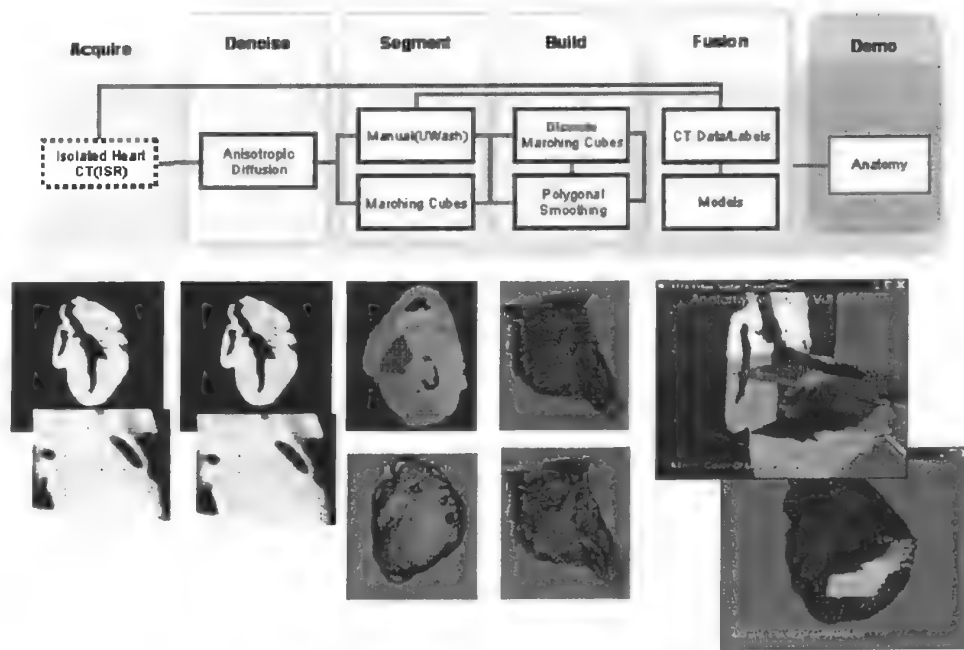 Acquire
Denoise
Segment
Build
Fusion
Demo
Isolated Heart
CT(ISR)
Anisotropic
Diffusion
Manual(UWash)
Marching Cubes
Discrete
Marching Cubes
Polygonal
Smoothing
CT Data/Labels
Models
Anatomy
Anatomy